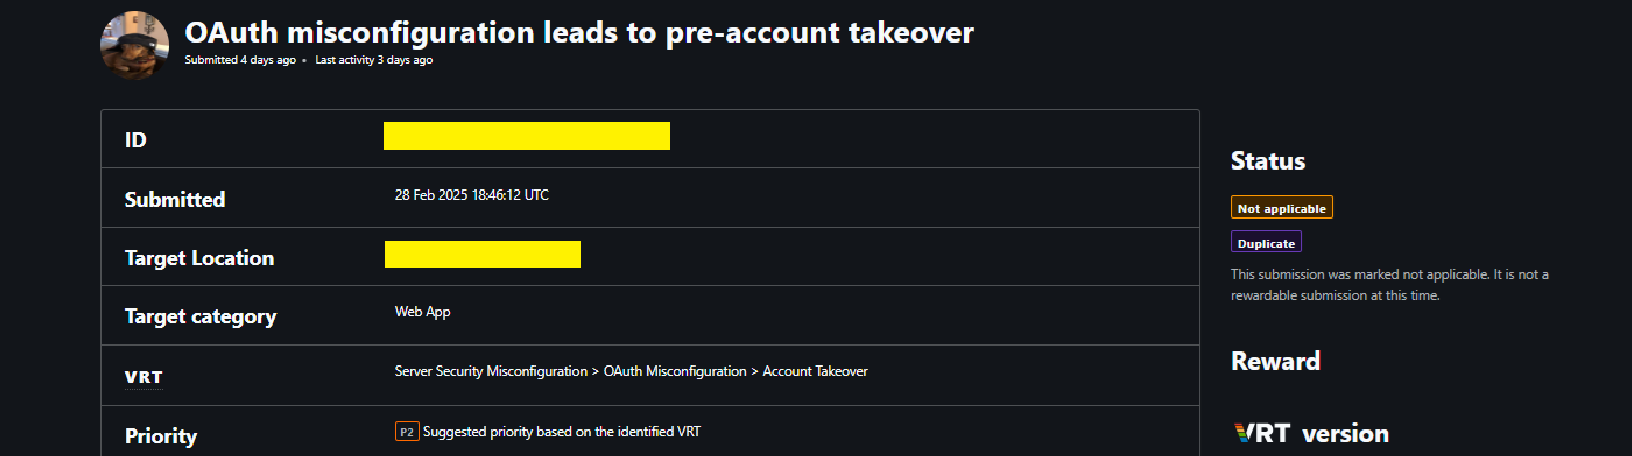 OAuth misconfiguration leads to pre-account takeover
Submitted 4 days ago • Last activity 3 days ago
ID
Submitted
28 Feb 2025 18:46:12 UTC
Target Location
Target category
Web App
VRT
Server Security Misconfiguration > OAuth Misconfiguration > Account Takeover
Priority
P2 Suggested priority based on the identified VRT
Status
Not applicable
Duplicate
This submission was marked not applicable. It is not a
rewardable submission at this time.
Reward
VRT version